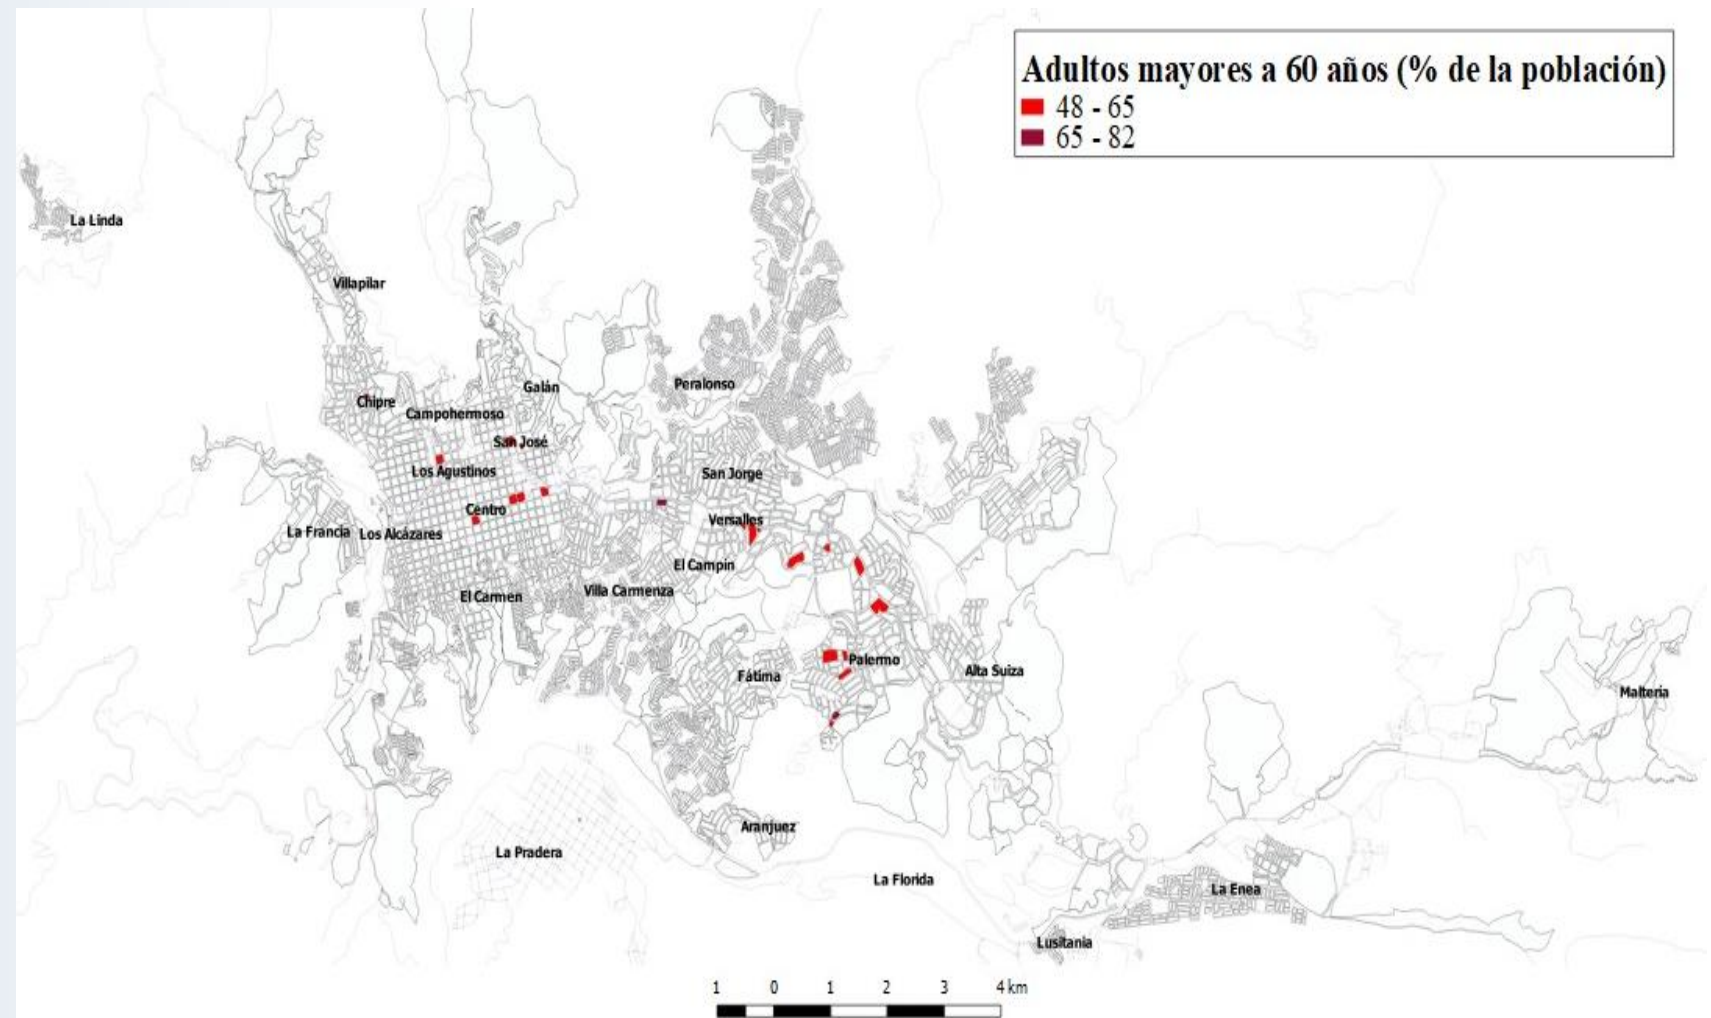 Adultos mayores a 60 años (% de la población)
48 - 65
65 - 82
La Linda
Villapilar
Galán
Peralonso
Chipre
Campohermoso
San José
Los Agustinos
San Jorge
Centro
Versalles
La Francia
Los Alcázares
El Campín
El Carmen
Villa Carmenza
Palermo
Fátima
Alta Suiza
Maltería
Aranjuez
La Pradera
La Florida
La Enea
Lusitania
1 0 1 2 3 4 km